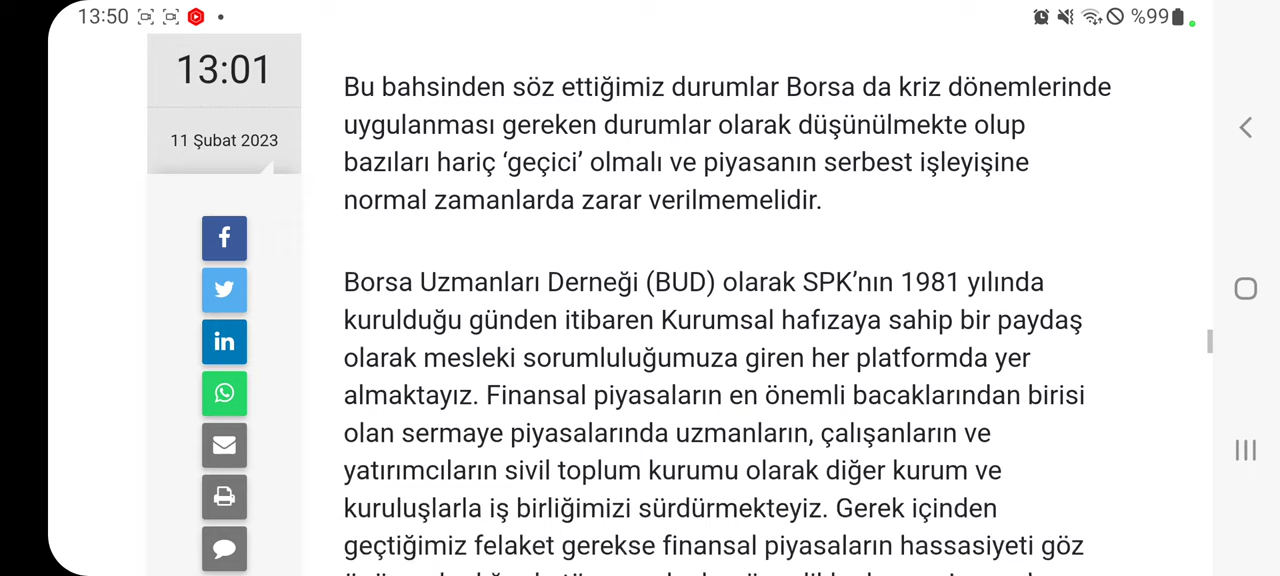 13:50
%99
13:01
11 Şubat 2023
Bu bahsinden söz ettiğimiz durumlar Borsa da kriz dönemlerinde
uygulanması gereken durumlar olarak düşünülmekte olup
bazıları hariç ‘geçici’ olmalı ve piyasanın serbest işleyişine
normal zamanlarda zarar verilmemelidir.
Borsa Uzmanları Derneği (BUD) olarak SPK’nın 1981 yılında
kurulduğu günden itibaren Kurumsal hafızaya sahip bir paydaş
olarak mesleki sorumluluğumuza giren her platformda yer
almaktayız. Finansal piyasaların en önemli bacaklarından birisi
olan sermaye piyasalarında uzmanların, çalışanların ve
yatırımcıların sivil toplum kurumu olarak diğer kurum ve
kuruluşlarla iş birliğimizi sürdürmekteyiz. Gerek içinden
geçtiğimiz felaket gerekse finansal piyasaların hassasiyeti göz